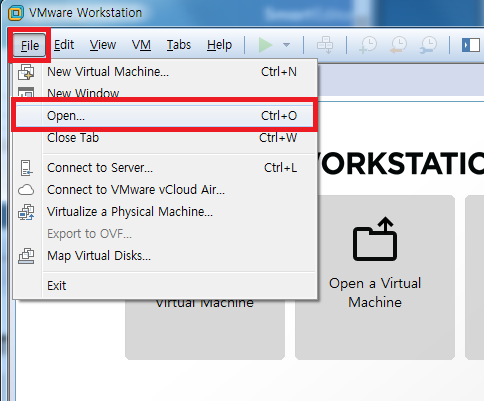 VMware Workstation
File Edit View VM Tabs Help
New Virtual Machine... Ctrl+N
New Window
Open... Ctrl+O
Close Tab Ctrl+W
Connect to Server... Ctrl+L
Connect to VMware vCloud Air...
Virtualize a Physical Machine...
Export to OVF...
Map Virtual Disks...
Exit
WORKSTATIO
Virtual Machine
Open a Virtual
Machine